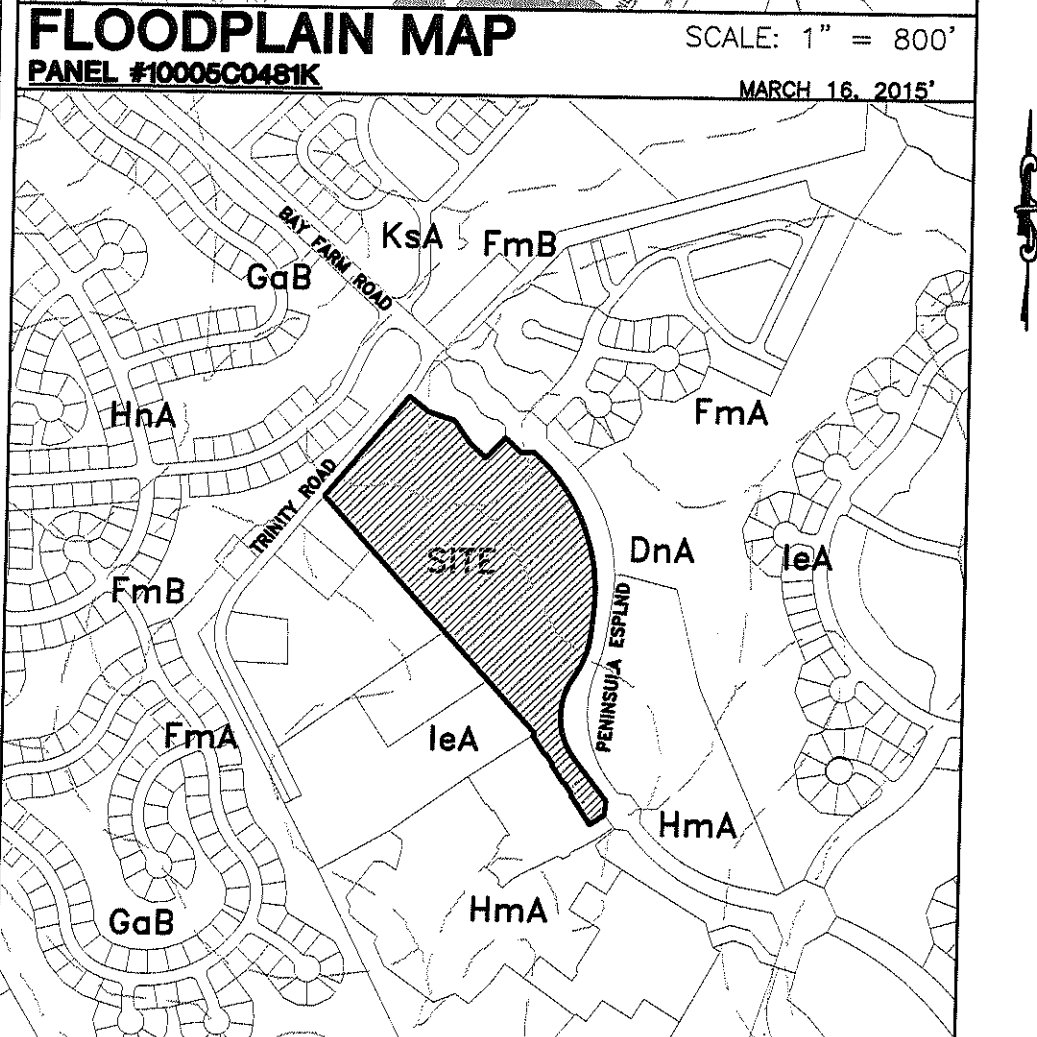 FLOODPLAIN MAP
SCALE: 1" = 800'
PANEL #10005C0481K
MARCH 16, 2015'
BAY FARM ROAD
KsA
FmB
GaB
HnA
FmA
TRINITY ROAD
SITE
DnA
IeA
FmB
PENINSULA ESPLND
FmA
IeA
HmA
HmA
GaB